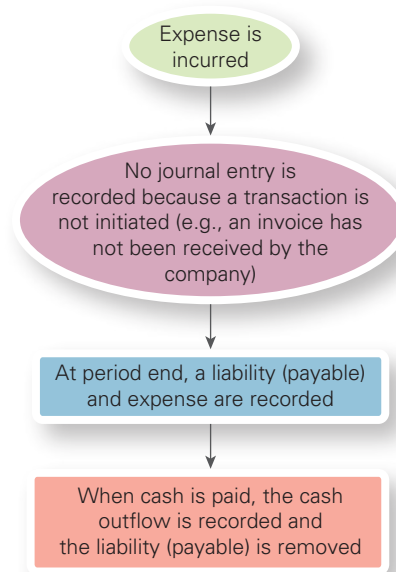 Expense is
incurred
No journal entry is
recorded because a transaction is
not initiated (e.g., an invoice has
not been received by the
company)
At period end, a liability (payable)
and expense are recorded
When cash is paid, the cash
outflow is recorded and
the liability (payable) is removed